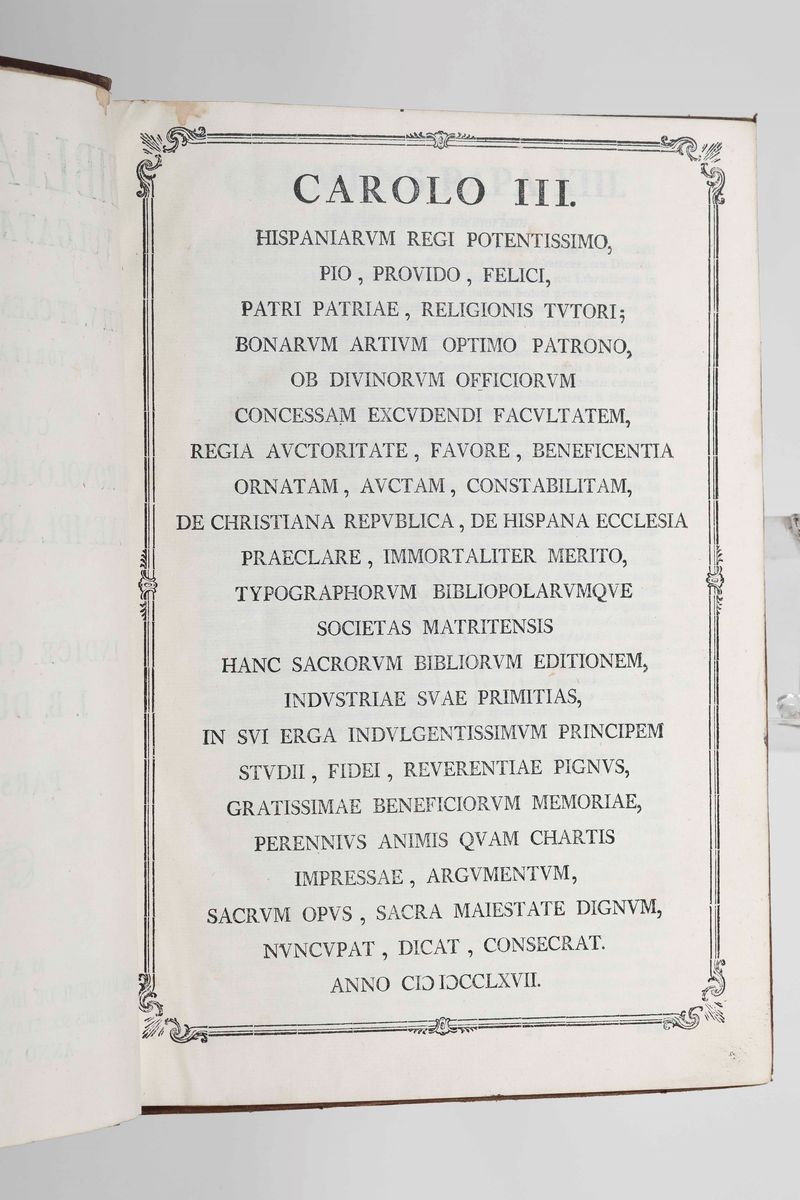 CAROLO III.
HISPANIARVM REGI POTENTISSIMO,
PIO , PROVIDO , FELICI,
PATRI PATRIAE , RELIGIONIS TVTORI;
BONARVM ARTIVM OPTIMO PATRONO,
OB DIVINORVM OFFICIORVM
CONCESSAM EXCVDENDI FACVLTATEM,
REGIA AVCTORITATE , FAVORE , BENEFICENTIA
ORNATAM , AVCTAM , CONSTABILITAM,
DE CHRISTIANA REPVBLICA , DE HISPANA ECCLESIA
PRAECLARE , IMMORTALITER MERITO,
TYPOGRAPHORVM BIBLIOPOLARVMQVE
SOCIETAS MATRITENSIS
HANC SACRORVM BIBLIORVM EDITIONEM,
INDVSTRIAE SVAE PRIMITIAS,
IN SVI ERGA INDVLGENTISSIMVM PRINCIPEM
STVDII , FIDEI , REVERENTIAE PIGNVS,
GRATISSIMAE BENEFICIORVM MEMORIAE,
PERENNIVS ANIMIS QVAM CHARTIS
IMPRESSAE , ARGVMENTVM,
SACRVM OPVS , SACRA MAIESTATE DIGNVM,
NVNCVPAT , DICAT , CONSECRAT.
ANNO CIƆ IƆCCLXVII.